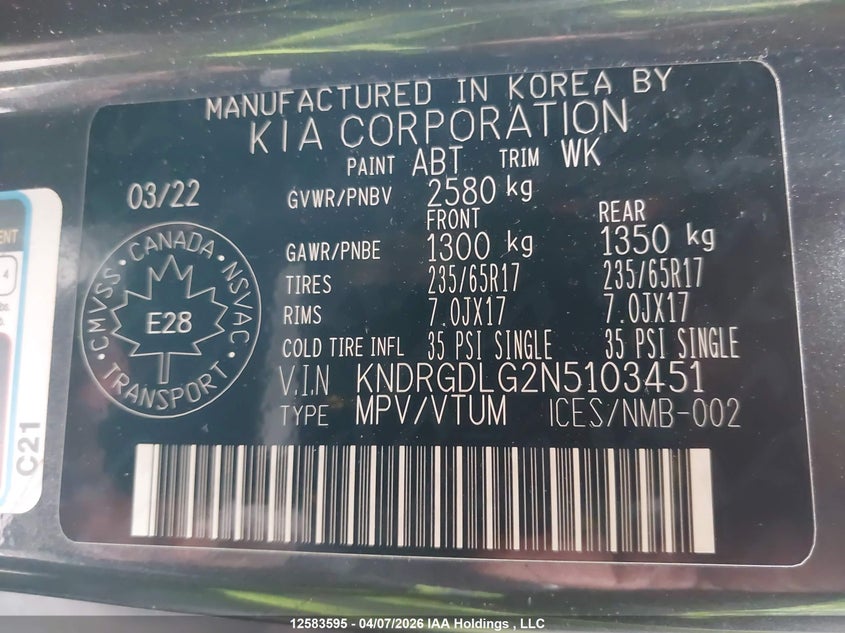 MANUFACTURED IN KOREA BY
KIA CORPORATION
PAINT ABT TRIM WK
03/22 GVWR/PNBV 2580 kg
FRONT REAR
GAWR/PNBE 1300 kg 1350 kg
TIRES 235/65R17 235/65R17
RIMS 7.0JX17 7.0JX17
COLD TIRE INFL 35 PSI SINGLE 35 PSI SINGLE
V.I.N KNDRGDLG2N5103451
TYPE MPV/VTUM ICES/NMB-002
CMVSS · CANADA · NSVAC · TRANSPORT ·
E28
ENT
4
C21
12583595 - 04/07/2026 IAA Holdings , LLC